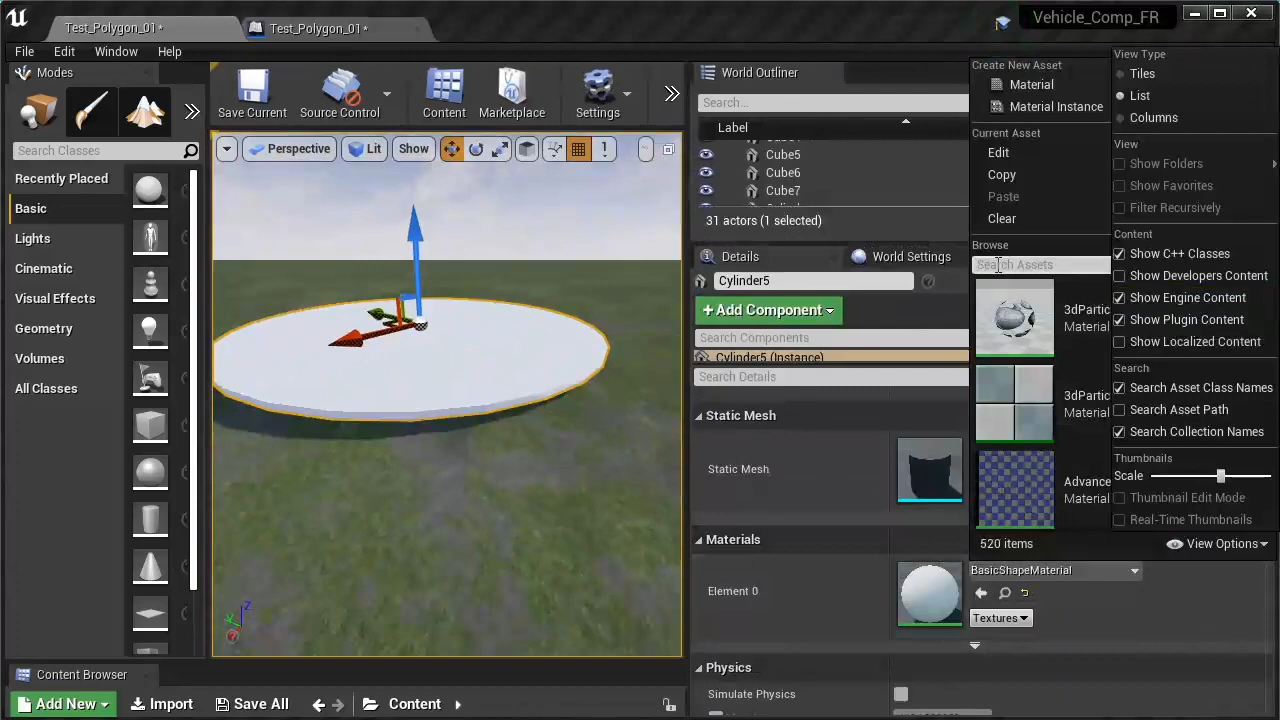 Test_Polygon_01*
Test_Polygon_01*
Vehicle_Comp_FR
File Edit Window Help
Modes
Search Classes
Recently Placed
Basic
Lights
Cinematic
Visual Effects
Geometry
Volumes
All Classes
Save Current
Source Control
Content
Marketplace
Settings
Perspective
Lit
Show
World Outliner
Search...
Label
Cube5
Cube6
Cube7
31 actors (1 selected)
Details
World Settings
Cylinder5
+ Add Component
Search Components
Cylinder5 (Instance)
Search Details
Static Mesh
Static Mesh
Materials
Element 0
BasicShapeMaterial
Textures
Physics
Simulate Physics
Create New Asset
Material
Material Instance
Current Asset
Edit
Copy
Paste
Clear
Browse
Search Assets
3dPartic
Material
3dPartic
Material
Advance
Material
520 items
View Options
View Type
Tiles
List
Columns
View
Show Folders
Show Favorites
Filter Recursively
Content
Show C++ Classes
Show Developers Content
Show Engine Content
Show Plugin Content
Show Localized Content
Search
Search Asset Class Names
Search Asset Path
Search Collection Names
Thumbnails
Scale
Thumbnail Edit Mode
Real-Time Thumbnails
Z
Content Browser
Add New
Import
Save All
Content